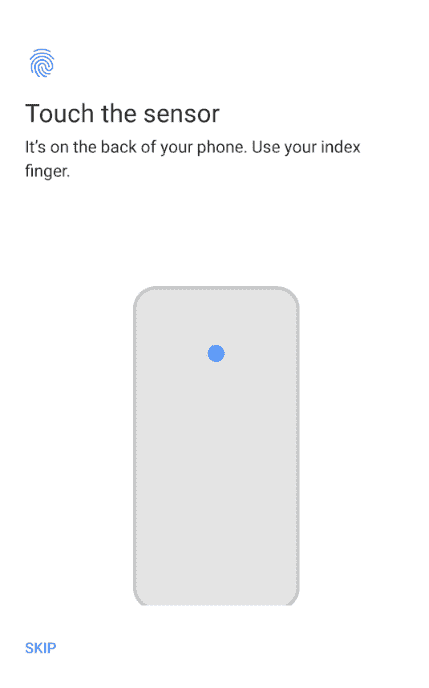 Touch the sensor
It's on the back of your phone. Use your index
finger.
SKIP